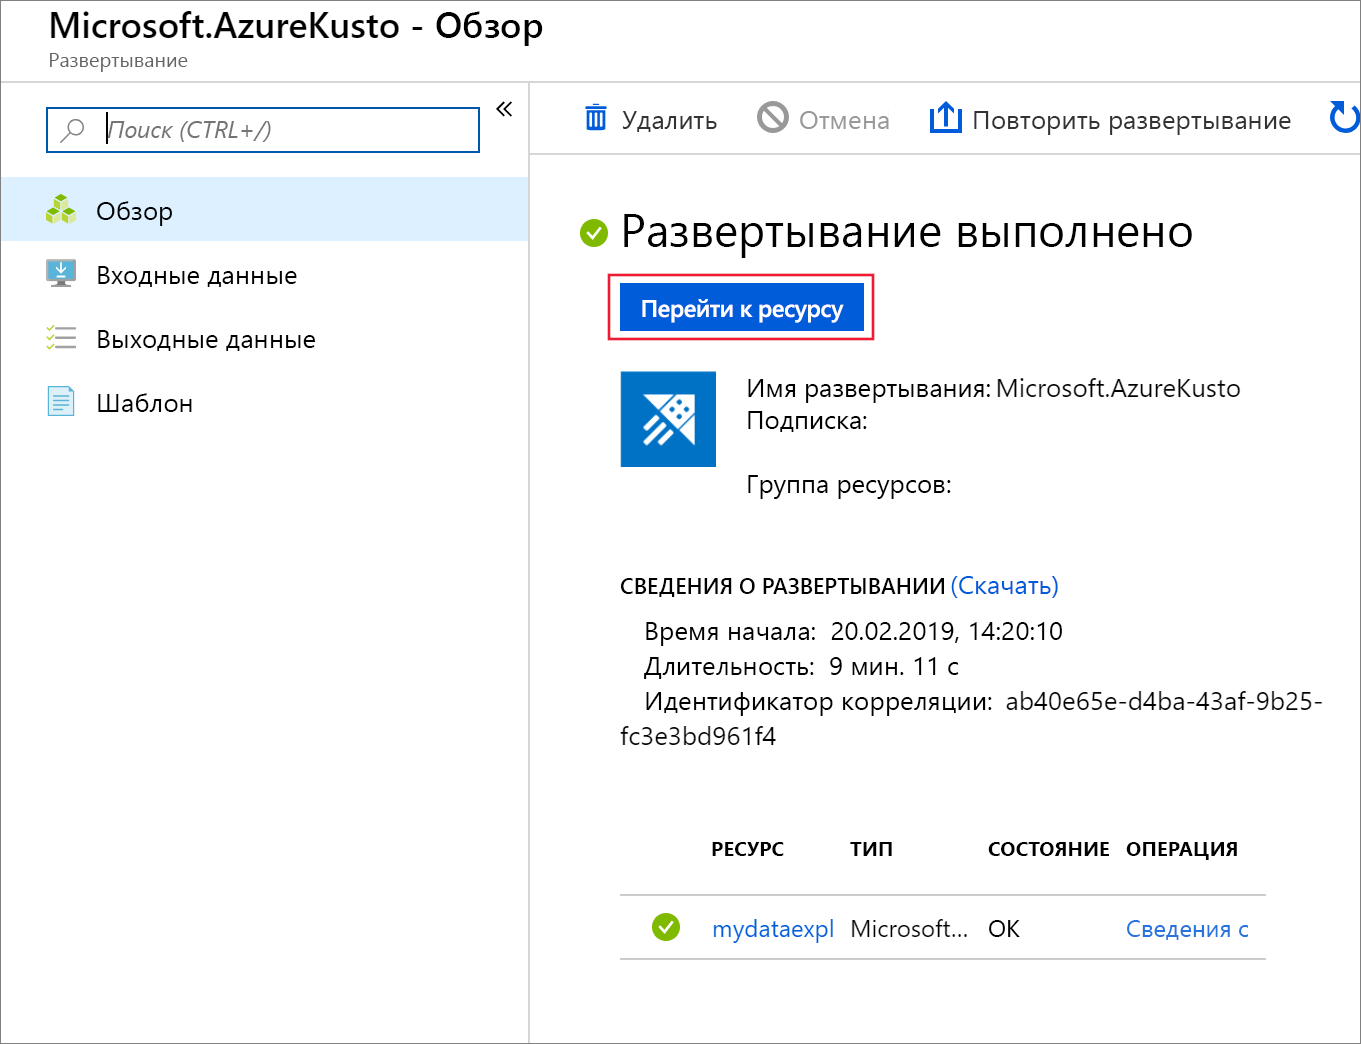 Microsoft.AzureKusto - Обзор
Развертывание
Поиск (CTRL+/)
«
Обзор
Входные данные
Выходные данные
Шаблон
Удалить
Отмена
Повторить развертывание
Развертывание выполнено
Перейти к ресурсу
Имя развертывания: Microsoft.AzureKusto
Подписка:
Группа ресурсов:
СВЕДЕНИЯ О РАЗВЕРТЫВАНИИ (Скачать)
Время начала: 20.02.2019, 14:20:10
Длительность: 9 мин. 11 с
Идентификатор корреляции: ab40e65e-d4ba-43af-9b25-
fc3e3bd961f4
РЕСУРС ТИП СОСТОЯНИЕ ОПЕРАЦИЯ
mydataexpl Microsoft... ОК Сведения с